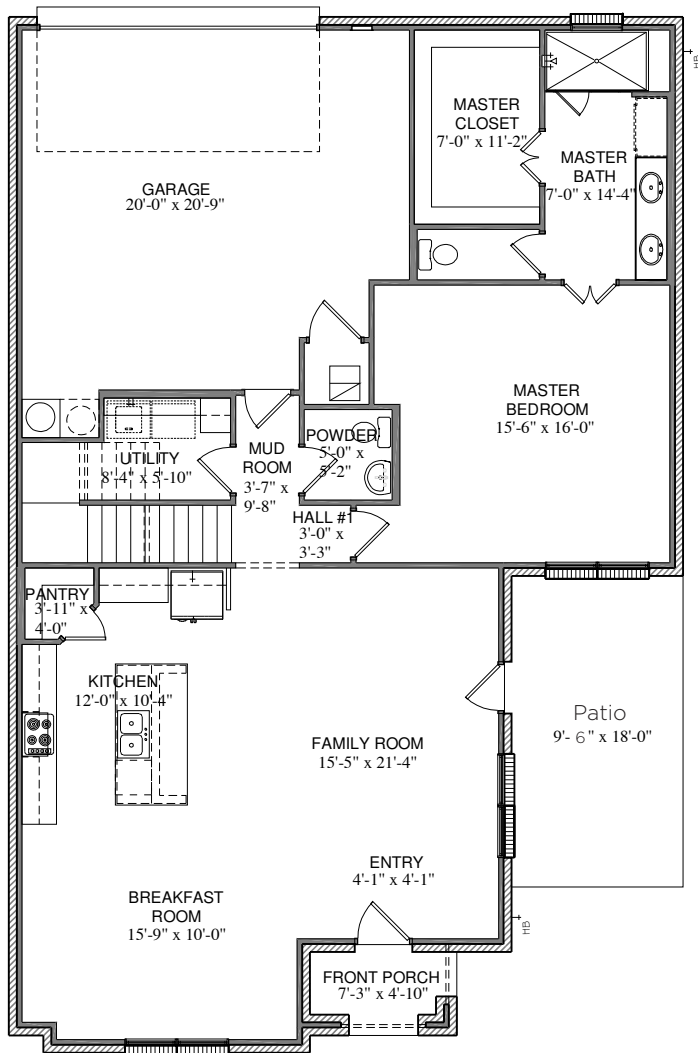 HB
MASTER
CLOSET
7'-0" x 11'-2"
MASTER
BATH
7'-0" x 14'-4"
GARAGE
20'-0" x 20'-9"
MASTER
BEDROOM
15'-6" x 16'-0"
UTILITY
8'-4" x 5'-10"
MUD
ROOM
3'-7" x
9'-8"
POWDER
5'-0" x
5'-2"
HALL #1
3'-0" x
3'-3"
PANTRY
3'-11" x
4'-0"
KITCHEN
12'-0" x 10'-4"
FAMILY ROOM
15'-5" x 21'-4"
Patio
9'- 6" x 18'-0"
ENTRY
4'-1" x 4'-1"
BREAKFAST
ROOM
15'-9" x 10'-0"
HB
FRONT PORCH
7'-3" x 4'-10"